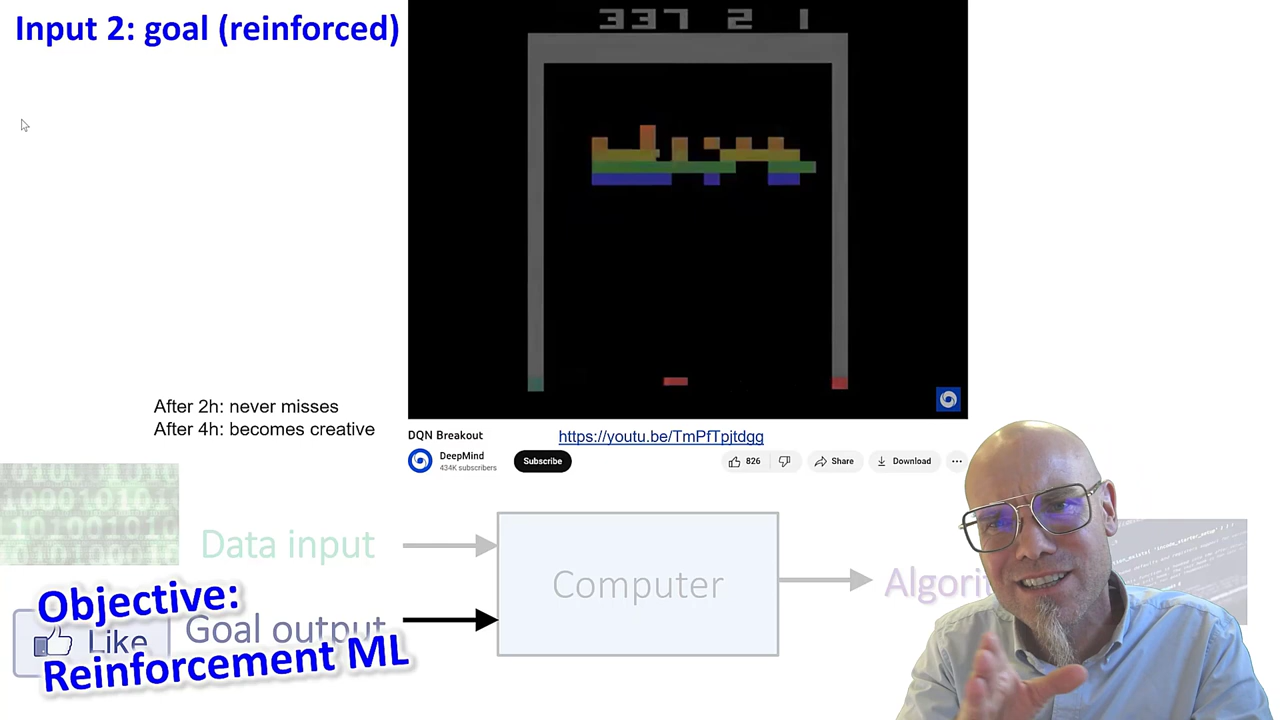 Input 2: goal (reinforced)
337 2 1
After 2h: never misses
After 4h: becomes creative
DQN Breakout
https://youtu.be/TmPfTpjtdgg
DeepMind
434K subscribers
Subscribe
826
Share
Download
Data input
Computer
Algorit
Objective:
Like
Goal output
Reinforcement ML